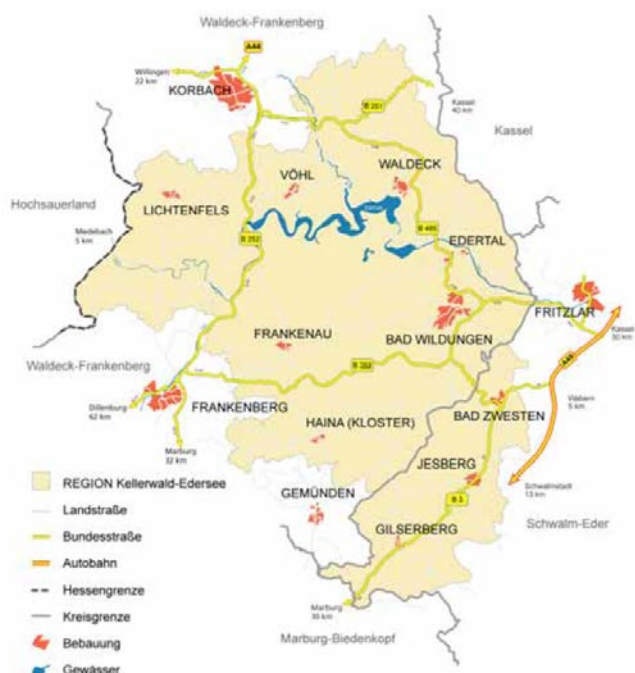 Waldeck-Frankenberg
A44
Willingen
22 km
KORBACH
B 251
Kassel
40 km
Kassel
VÖHL
WALDECK
LICHTENFELS
Hochsauerland
Medebach
5 km
B 252
B 485
EDERTAL
FRITZLAR
FRANKENAU
BAD WILDUNGEN
Kassel
30 km
A49
Waldeck-Frankenberg
FRANKENBERG
Dillenburg
62 km
Marburg
32 km
HAINA (KLOSTER)
BAD ZWESTEN
Wabern
5 km
JESBERG
GEMÜNDEN
B 3
Schwalmstadt
13 km
Schwalm-Eder
GILSERBERG
Marburg
Marburg-Biedenkopf
REGION Kellerwald-Edersee
Landstraße
Bundesstraße
Autobahn
Hessengrenze
Kreisgrenze
Bebauung
Gewässer